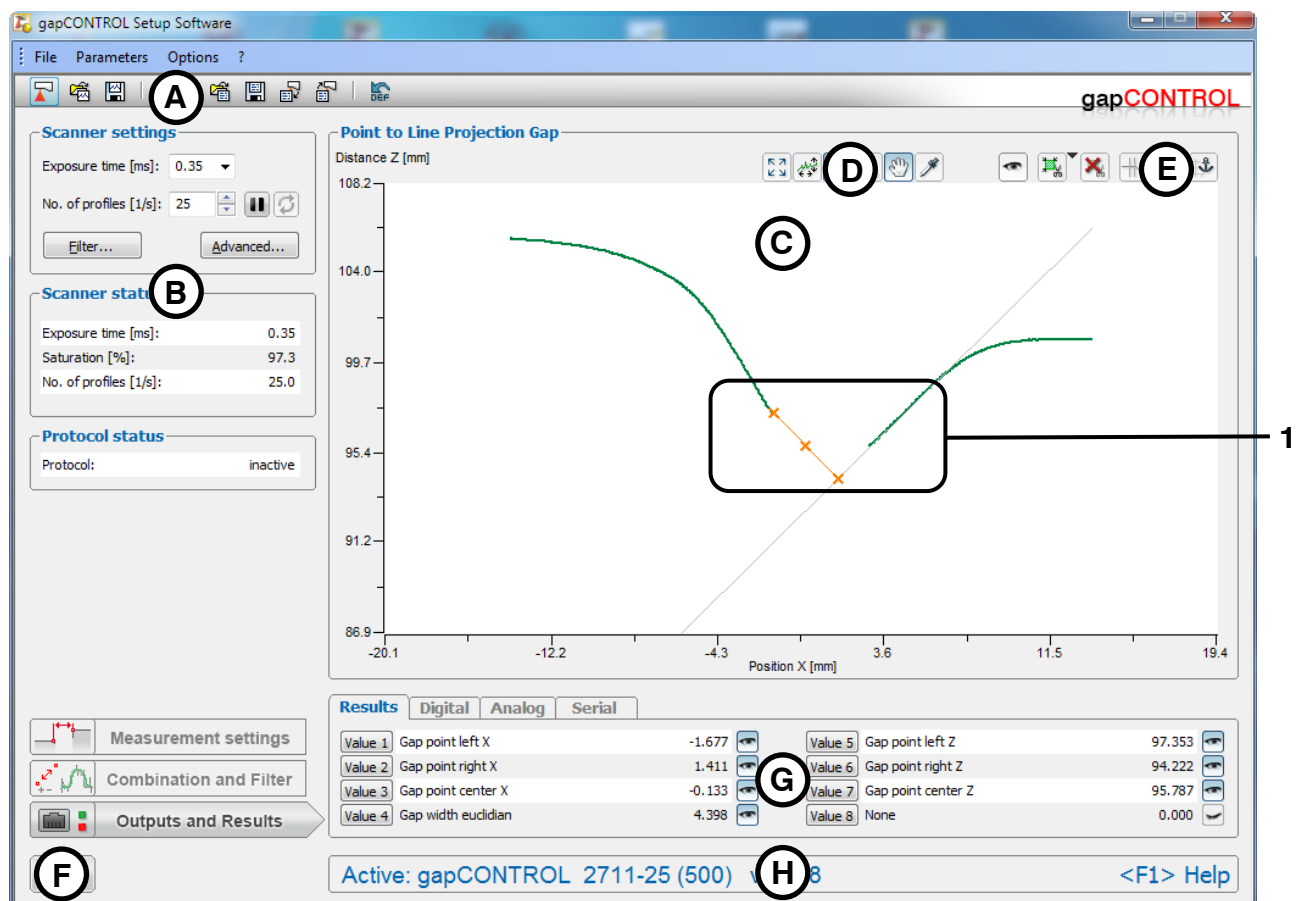 gapCONTROL Setup Software
File Parameters Options ?
A
DEF
gapCONTROL
Scanner settings
Exposure time [ms]: 0.35
No. of profiles [1/s]: 25
Filter... Advanced...
B
Scanner
Exposure time [ms]: 0.35
Saturation [%]: 97.3
No. of profiles [1/s]: 25.0
Protocol status
Protocol: inactive
Point to Line Projection Gap
Distance Z [mm]
D
E
C
108.2
104.0
99.7
95.4
91.2
86.9
1
-20.1 -12.2 -4.3 3.6 11.5 19.4
Position X [mm]
Measurement settings
Combination and Filter
Outputs and Results
Results Digital Analog Serial
Value 1 Gap point left X -1.677 Value 5 Gap point left Z 97.353
Value 2 Gap point right X 1.411 Value 6 Gap point right Z 94.222
Value 3 Gap point center X -0.133 Value 7 Gap point center Z 95.787
Value 4 Gap width euclidian 4.398 Value 8 None 0.000
G
F
Active: gapCONTROL 2711-25 (500) H 8 <F1> Help